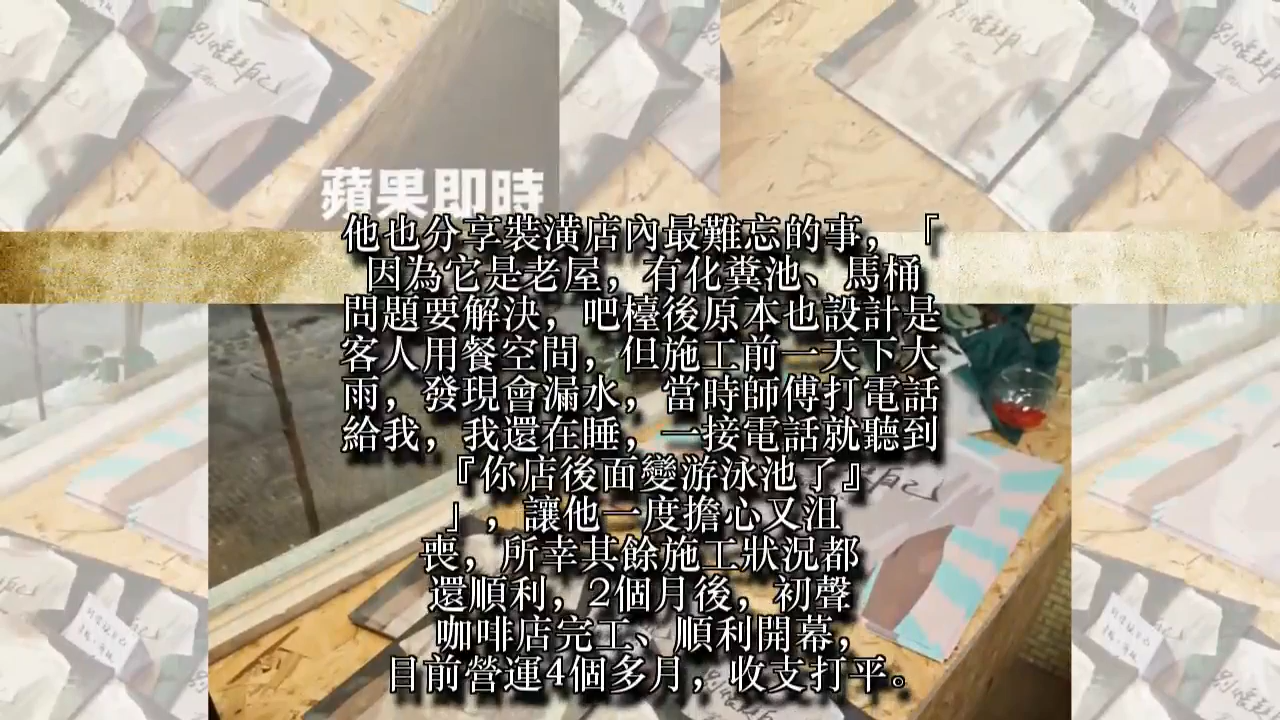 蘋果即時
他也分享裝潢店內最難忘的事，「
因為它是老屋，有化糞池、馬桶
問題要解決，吧檯後原本也設計是
客人用餐空間，但施工前一天下大
雨，發現會漏水，當時師傅打電話
給我，我還在睡，一接電話就聽到
『你店後面變游泳池了』
」，讓他一度擔心又沮
喪，所幸其餘施工狀況都
還順利，2個月後，初聲
咖啡店完工、順利開幕，
目前營運4個多月，收支打平。